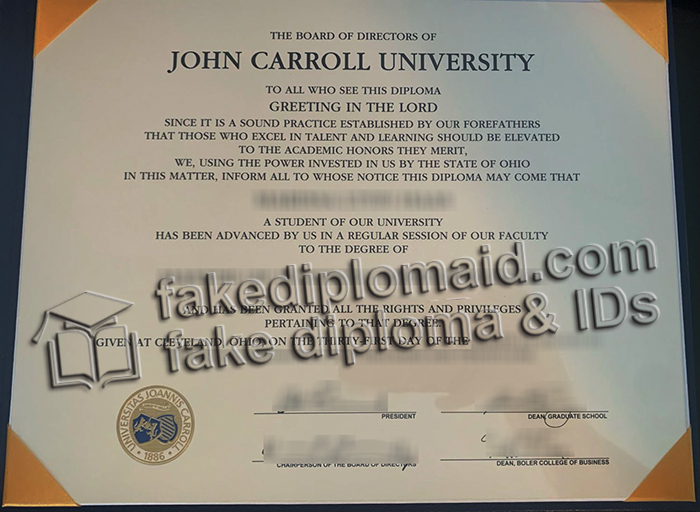 THE BOARD OF DIRECTORS OF
JOHN CARROLL UNIVERSITY
TO ALL WHO SEE THIS DIPLOMA
GREETING IN THE LORD
SINCE IT IS A SOUND PRACTICE ESTABLISHED BY OUR FOREFATHERS
THAT THOSE WHO EXCEL IN TALENT AND LEARNING SHOULD BE ELEVATED
TO THE ACADEMIC HONORS THEY MERIT,
WE, USING THE POWER INVESTED IN US BY THE STATE OF OHIO
IN THIS MATTER, INFORM ALL TO WHOSE NOTICE THIS DIPLOMA MAY COME THAT
A STUDENT OF OUR UNIVERSITY
HAS BEEN ADVANCED BY US IN A REGULAR SESSION OF OUR FACULTY
TO THE DEGREE OF
fakediplomaid.com
AND HAS BEEN GRANTED ALL THE RIGHTS AND PRIVILEGES
PERTAINING TO THAT DEGREE.
fake diploma & IDs
GIVEN AT CLEVELAND, OHIO, ON THE THIRTY-FIRST DAY OF THE
PRESIDENT
DEAN, GRADUATE SCHOOL
UNIVERSITAS JOANNIS CARROLL
1886
CHAIRPERSON OF THE BOARD OF DIRECTORS
DEAN, BOLER COLLEGE OF BUSINESS